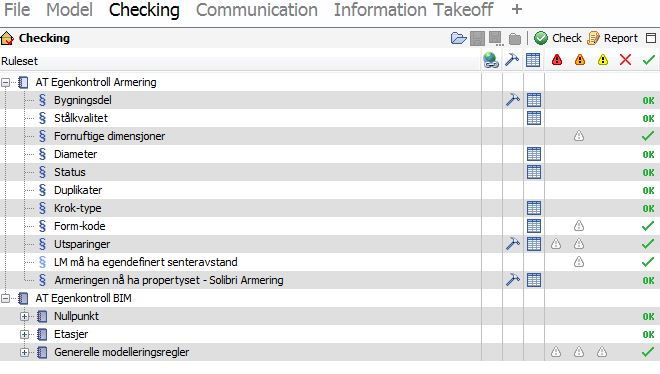 File Model Checking Communication Information Takeoff +
Checking Check Report
Ruleset
AT Egenkontroll Armering
§ Bygningsdel OK
§ Stålkvalitet OK
§ Fornuftige dimensjoner
§ Diameter OK
§ Status OK
§ Duplikater OK
§ Krok-type OK
§ Form-kode
§ Utsparinger
§ LM må ha egendefinert senteravstand
§ Armeringen nå ha propertyset - Solibri Armering OK
AT Egenkontroll BIM
Nullpunkt OK
Etasjer OK
Generelle modelleringsregler